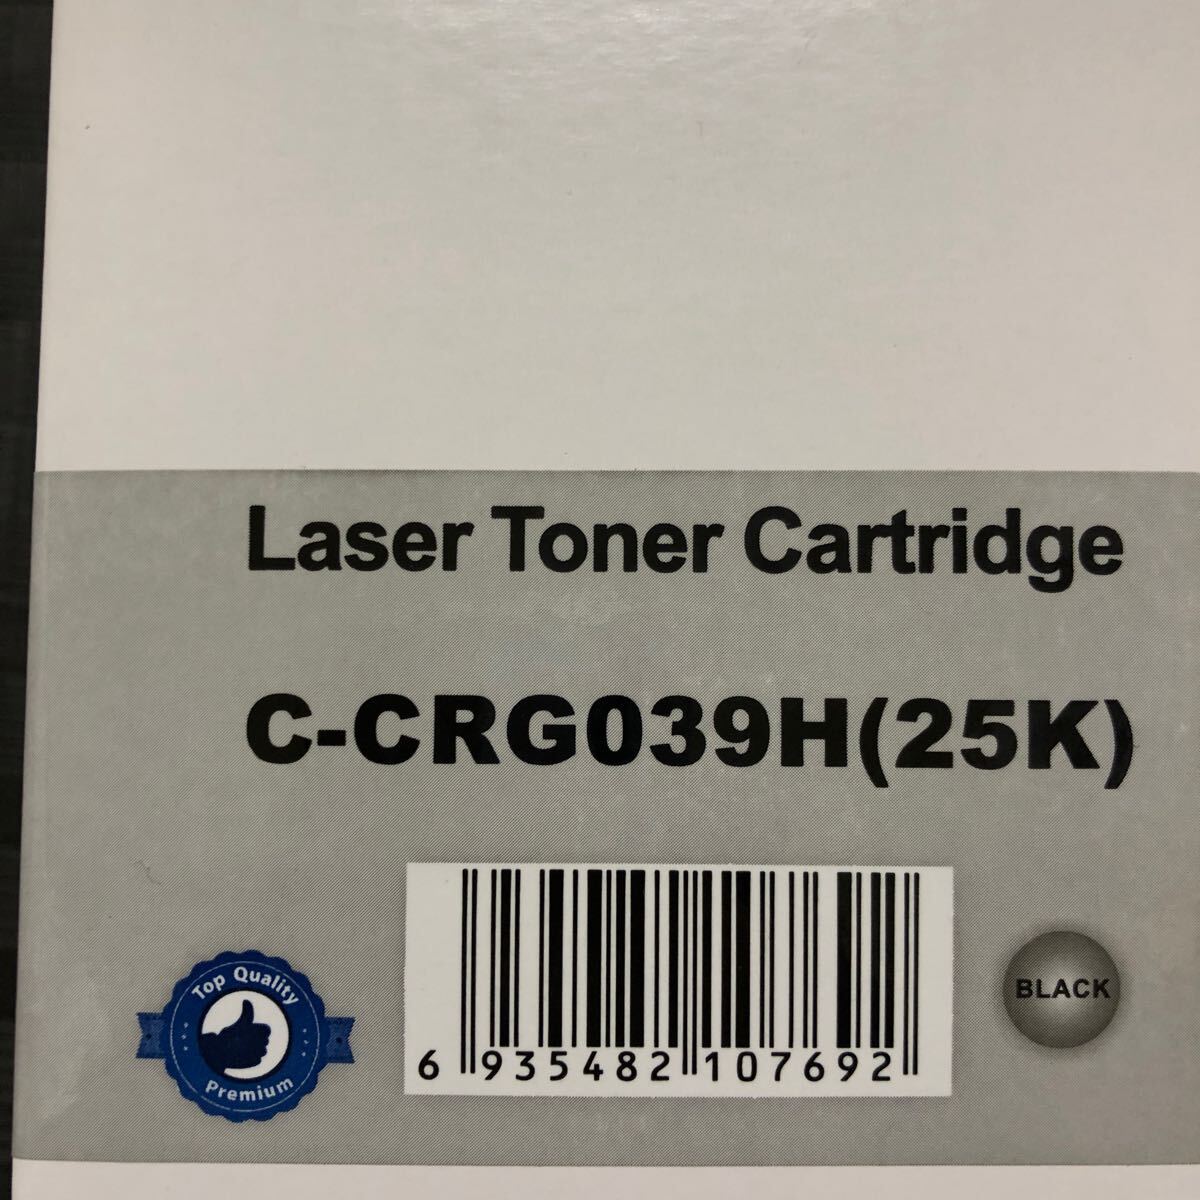 Laser Toner Cartridge
C-CRG039H(25K)
Top Quality
Premium
6 935482 107692
BLACK